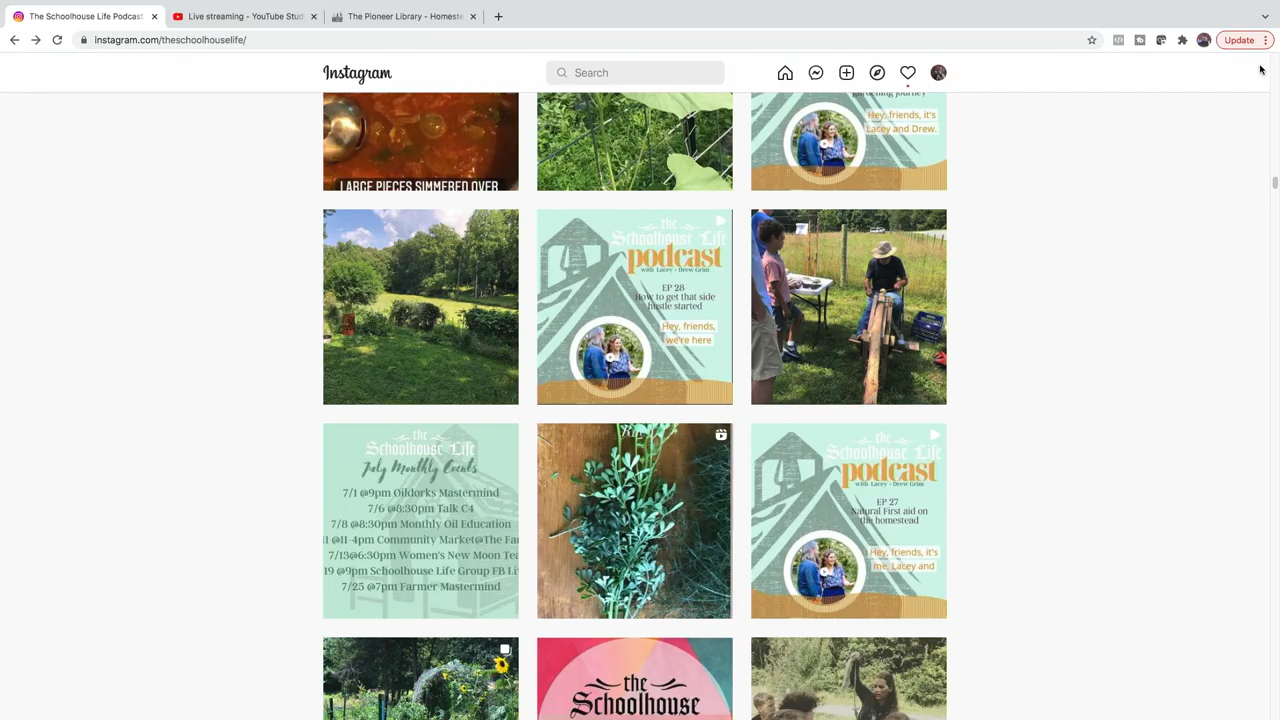 The Schoolhouse Life Podcast
Live streaming - YouTube Stud
The Pioneer Library - Homeste
instagram.com/theschoolhouselife/
Update
Instagram
Search
LARGE PIECES SIMMERED OVER
Hey, friends, it's
Lacey and Drew.
the
Schoolhouse Life
podcast
with Lacey + Drew Grim
EP 28-
How to get that side
hustle started
Hey, friends,
we're here
the
Schoolhouse Life
July Monthly Events
7/1 @9pm Oildorks Mastermind
7/6 @8:30pm Talk C4
7/8 @8:30pm Monthly Oil Education
11 @11-4pm Community Market@The Far
7/13@6:30pm Women's New Moon Tea
19 @9pm Schoolhouse Life Group FB Li
7/25 @7pm Farmer Mastermind
the
Schoolhouse Life
podcast
with Lacey + Drew Grim
EP 27
Natural First aid on
the homestead
Hey, friends, it's
me, Lacey and
the
Schoolhouse